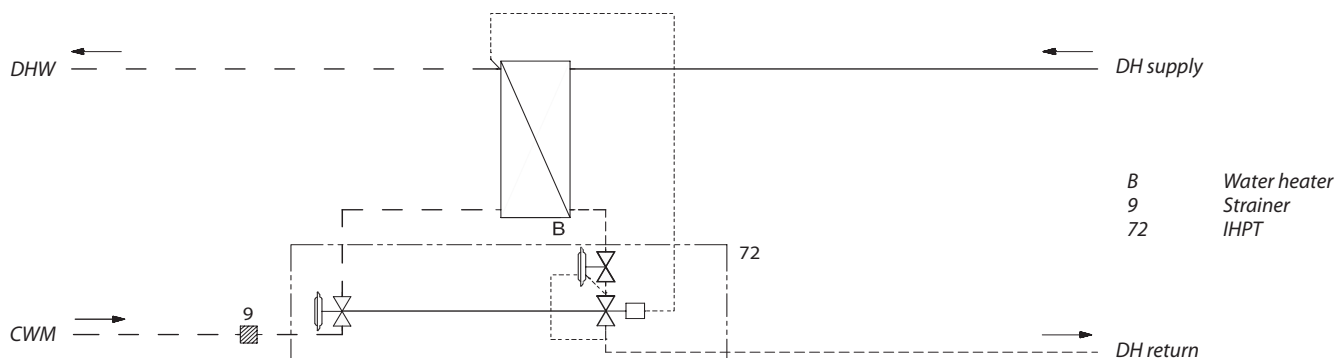 DHW
DH supply
B Water heater
9 Strainer
72 IHPT
B
72
9
CWM
DH return